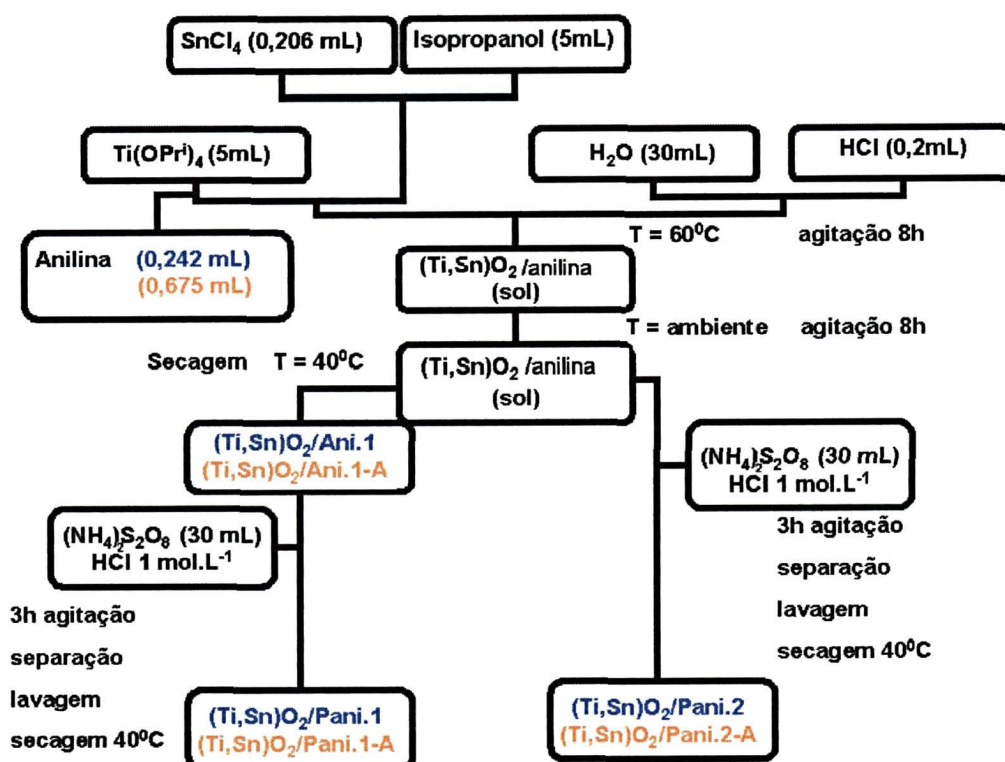 SnCl₄ (0,206 mL)
Isopropanol (5mL)
Ti(OPrⁱ)₄ (5mL)
H₂O (30mL)
HCl (0,2mL)
Anilina (0,242 mL)
(0,675 mL)
T = 60⁰C agitação 8h
(Ti,Sn)O₂/anilina
(sol)
T = ambiente agitação 8h
Secagem T = 40⁰C
(Ti,Sn)O₂/anilina
(sol)
(Ti,Sn)O₂/Ani.1
(Ti,Sn)O₂/Ani.1-A
(NH₄)₂S₂O₈ (30 mL)
HCl 1 mol.L⁻¹
3h agitação
separação
lavagem
secagem 40⁰C
(NH₄)₂S₂O₈ (30 mL)
HCl 1 mol.L⁻¹
3h agitação
separação
lavagem
secagem 40⁰C
(Ti,Sn)O₂/Pani.1
(Ti,Sn)O₂/Pani.1-A
(Ti,Sn)O₂/Pani.2
(Ti,Sn)O₂/Pani.2-A